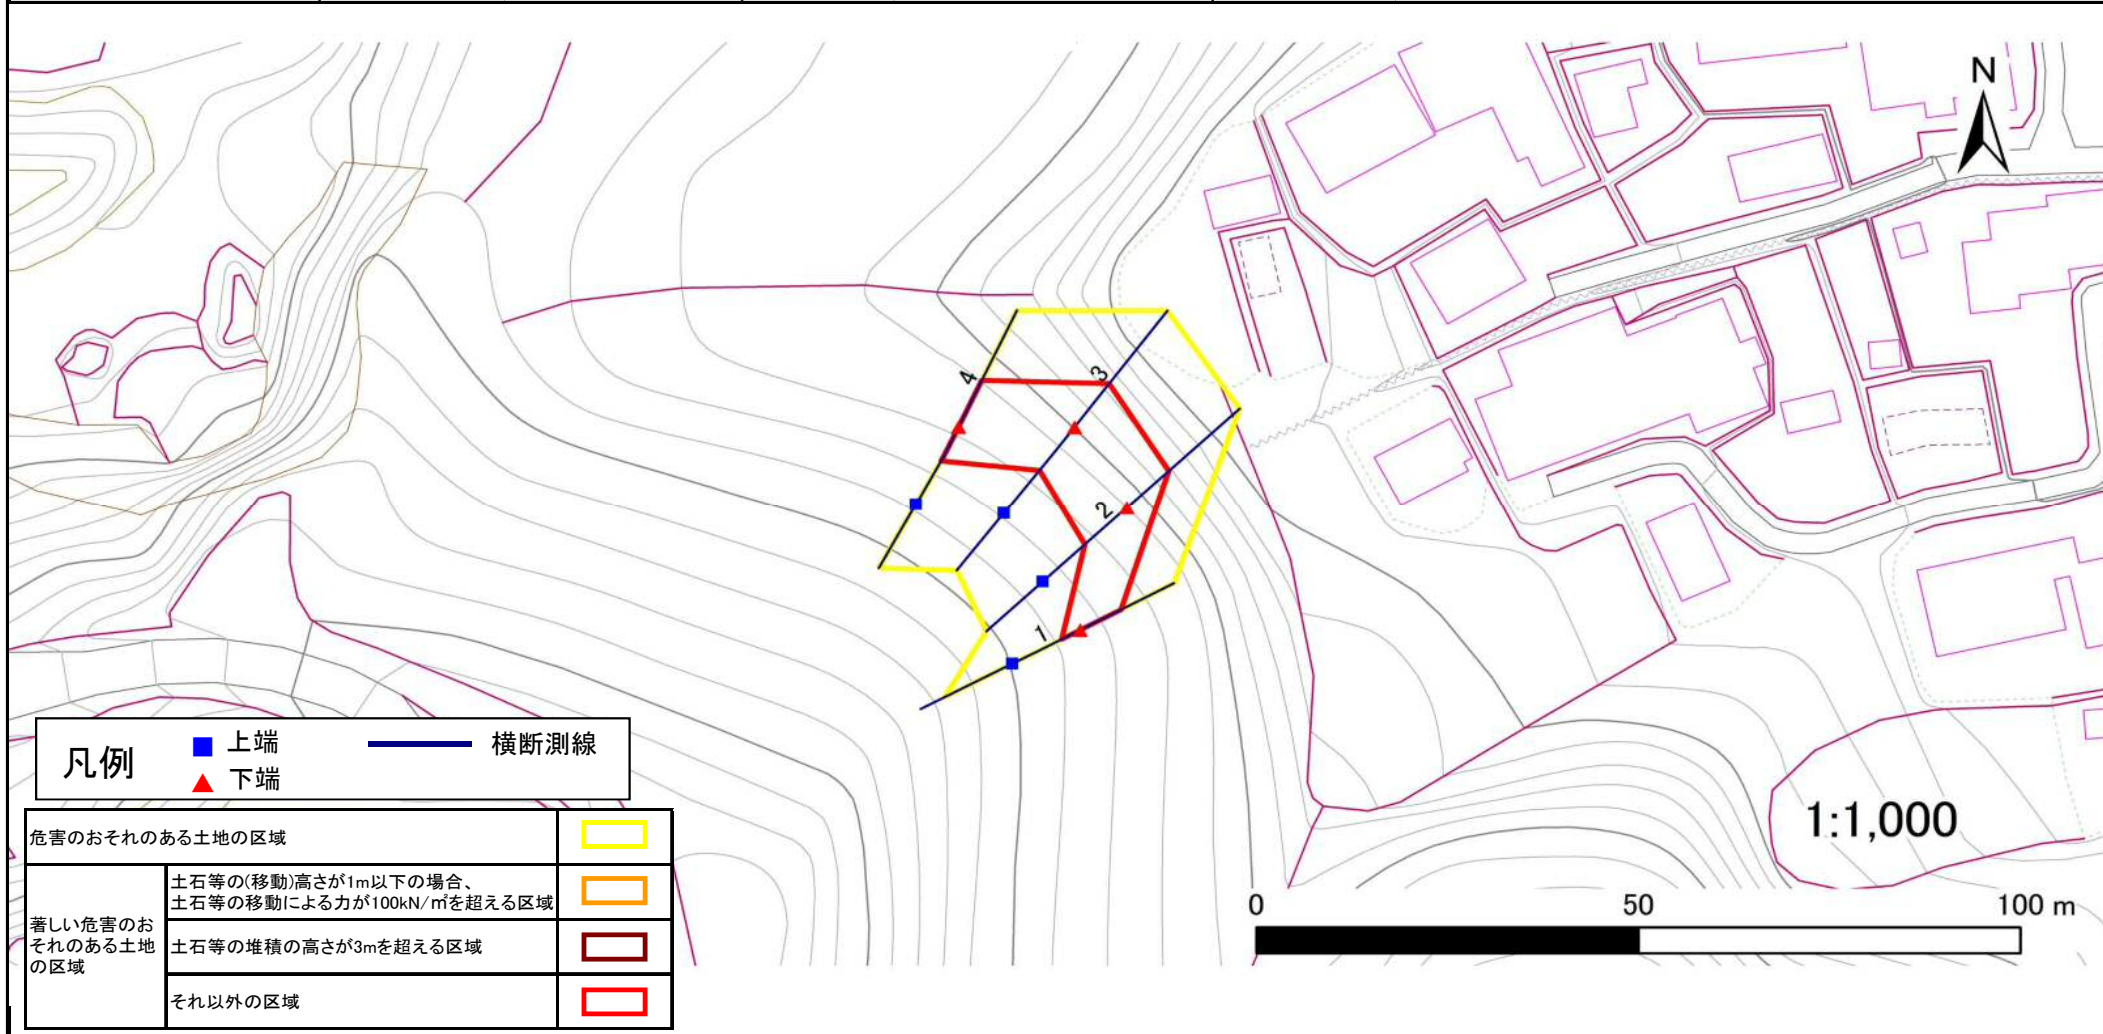 N
4
3
2
1
凡例
上端
横断測線
下端
危害のおそれのある土地の区域
著しい危害のお
それのある土地
の区域
土石等の(移動)高さが1m以下の場合、
土石等の移動による力が100kN/㎡を超える区域
土石等の堆積の高さが3mを超える区域
それ以外の区域
1:1,000
0 50 100 m